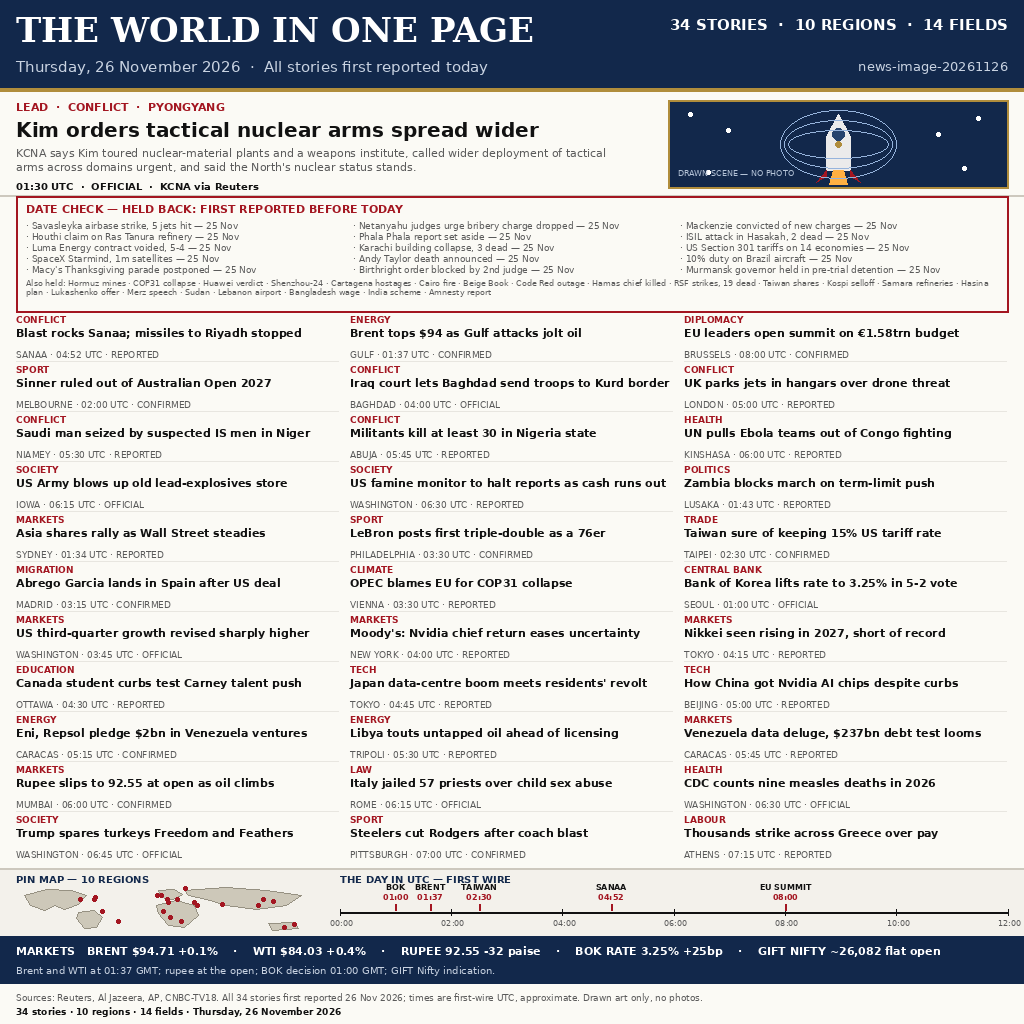 THE WORLD IN ONE PAGE
34 STORIES · 10 REGIONS · 14 FIELDS
Thursday, 26 November 2026 · All stories first reported today
news-image-20261126
LEAD · CONFLICT · PYONGYANG
Kim orders tactical nuclear arms spread wider
KCNA says Kim toured nuclear-material plants and a weapons institute, called wider deployment of tactical
arms across domains urgent, and said the North's nuclear status stands.
01:30 UTC · OFFICIAL · KCNA via Reuters
DRAWN SCENE — NO PHOTO
DATE CHECK — HELD BACK: FIRST REPORTED BEFORE TODAY
· Savasleyka airbase strike, 5 jets hit — 25 Nov
· Houthi claim on Ras Tanura refinery — 25 Nov
· Luma Energy contract voided, 5-4 — 25 Nov
· SpaceX Starmind, 1m satellites — 25 Nov
· Macy's Thanksgiving parade postponed — 25 Nov
· Netanyahu judges urge bribery charge dropped — 25 Nov
· Phala Phala report set aside — 25 Nov
· Karachi building collapse, 3 dead — 25 Nov
· Andy Taylor death announced — 25 Nov
· Birthright order blocked by 2nd judge — 25 Nov
· Mackenzie convicted of new charges — 25 Nov
· ISIL attack in Hasakah, 2 dead — 25 Nov
· US Section 301 tariffs on 14 economies — 25 Nov
· 10% duty on Brazil aircraft — 25 Nov
· Murmansk governor held in pre-trial detention — 25 Nov
Also held: Hormuz mines · COP31 collapse · Huawei verdict · Shenzhou-24 · Cartagena hostages · Cairo fire · Beige Book · Code Red outage · Hamas chief killed · RSF strikes, 19 dead · Taiwan shares · Kospi selloff · Samara refineries · Hasina
plan · Lukashenko offer · Merz speech · Sudan · Lebanon airport · Bangladesh wage · India scheme · Amnesty report
CONFLICT
Blast rocks Sanaa; missiles to Riyadh stopped
SANAA · 04:52 UTC · REPORTED
ENERGY
Brent tops $94 as Gulf attacks jolt oil
GULF · 01:37 UTC · CONFIRMED
DIPLOMACY
EU leaders open summit on €1.58trn budget
BRUSSELS · 08:00 UTC · CONFIRMED
SPORT
Sinner ruled out of Australian Open 2027
MELBOURNE · 02:00 UTC · CONFIRMED
CONFLICT
Iraq court lets Baghdad send troops to Kurd border
BAGHDAD · 04:00 UTC · OFFICIAL
CONFLICT
UK parks jets in hangars over drone threat
LONDON · 05:00 UTC · REPORTED
CONFLICT
Saudi man seized by suspected IS men in Niger
NIAMEY · 05:30 UTC · REPORTED
CONFLICT
Militants kill at least 30 in Nigeria state
ABUJA · 05:45 UTC · REPORTED
HEALTH
UN pulls Ebola teams out of Congo fighting
KINSHASA · 06:00 UTC · REPORTED
SOCIETY
US Army blows up old lead-explosives store
IOWA · 06:15 UTC · OFFICIAL
SOCIETY
US famine monitor to halt reports as cash runs out
WASHINGTON · 06:30 UTC · REPORTED
POLITICS
Zambia blocks march on term-limit push
LUSAKA · 01:43 UTC · REPORTED
MARKETS
Asia shares rally as Wall Street steadies
SYDNEY · 01:34 UTC · REPORTED
SPORT
LeBron posts first triple-double as a 76er
PHILADELPHIA · 03:30 UTC · CONFIRMED
TRADE
Taiwan sure of keeping 15% US tariff rate
TAIPEI · 02:30 UTC · CONFIRMED
MIGRATION
Abrego Garcia lands in Spain after US deal
MADRID · 03:15 UTC · CONFIRMED
CLIMATE
OPEC blames EU for COP31 collapse
VIENNA · 03:30 UTC · CONFIRMED
CENTRAL BANK
Bank of Korea lifts rate to 3.25% in 5-2 vote
SEOUL · 01:00 UTC · OFFICIAL
MARKETS
US third-quarter growth revised sharply higher
WASHINGTON · 03:45 UTC · OFFICIAL
MARKETS
Moody's: Nvidia chief return eases uncertainty
NEW YORK · 04:00 UTC · REPORTED
MARKETS
Nikkei seen rising in 2027, short of record
TOKYO · 04:15 UTC · REPORTED
EDUCATION
Canada student curbs test Carney talent push
OTTAWA · 04:30 UTC · REPORTED
TECH
Japan data-centre boom meets residents' revolt
TOKYO · 04:45 UTC · REPORTED
TECH
How China got Nvidia AI chips despite curbs
BEIJING · 05:00 UTC · REPORTED
ENERGY
Eni, Repsol pledge $2bn in Venezuela ventures
CARACAS · 05:15 UTC · CONFIRMED
ENERGY
Libya touts untapped oil ahead of licensing
TRIPOLI · 05:30 UTC · REPORTED
MARKETS
Venezuela data deluge, $237bn debt test looms
CARACAS · 05:45 UTC · REPORTED
MARKETS
Rupee slips to 92.55 at open as oil climbs
MUMBAI · 06:00 UTC · CONFIRMED
LAW
Italy jailed 57 priests over child sex abuse
ROME · 06:15 UTC · OFFICIAL
HEALTH
CDC counts nine measles deaths in 2026
WASHINGTON · 06:30 UTC · OFFICIAL
SOCIETY
Trump spares turkeys Freedom and Feathers
WASHINGTON · 06:45 UTC · OFFICIAL
SPORT
Steelers cut Rodgers after coach blast
PITTSBURGH · 07:00 UTC · CONFIRMED
LABOUR
Thousands strike across Greece over pay
ATHENS · 07:15 UTC · REPORTED
PIN MAP — 10 REGIONS
THE DAY IN UTC — FIRST WIRE
BOK BRENT TAIWAN SANAA EU SUMMIT
01:00 01:37 02:30 04:52 08:00
00:00 02:00 04:00 06:00 08:00 10:00 12:00
MARKETS BRENT $94.71 +0.1% · WTI $84.03 +0.4% · RUPEE 92.55 -32 paise · BOK RATE 3.25% +25bp · GIFT NIFTY ~26,082 flat open
Brent and WTI at 01:37 GMT; rupee at the open; BOK decision 01:00 GMT; GIFT Nifty indication.
Sources: Reuters, Al Jazeera, AP, CNBC-TV18. All 34 stories first reported 26 Nov 2026; times are first-wire UTC, approximate. Drawn art only, no photos.
34 stories · 10 regions · 14 fields · Thursday, 26 November 2026